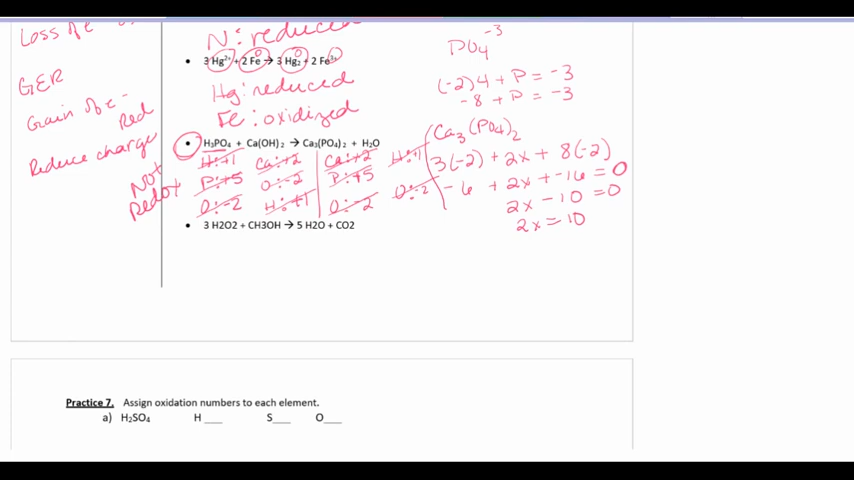 Loss of e⁻
GER
Gain of e⁻
Red
Reduce charge
Not
Redox
N: reduced
• 3 Hg²⁺ + 2 Fe → 3 Hg₂ + 2 Fe³⁺
0 0
Hg: reduced
Fe: oxidized
• H₃PO₄ + Ca(OH)₂ → Ca₃(PO₄)₂ + H₂O
H: +1 Ca: +2 Ca: +2 H: +1
P: +5 O: -2 P: +5 O: -2
O: -2 H: +1 O: -2
• 3 H2O2 + CH3OH → 5 H2O + CO2
PO₄⁻³
(-2)4 + P = -3
-8 + P = -3
Ca₃(PO₄)₂
3(-2) + 2x + 8(-2)
-6 + 2x + -16 = 0
2x - 10 = 0
2x = 10
Practice 7. Assign oxidation numbers to each element.
a) H₂SO₄ H ___ S___ O___